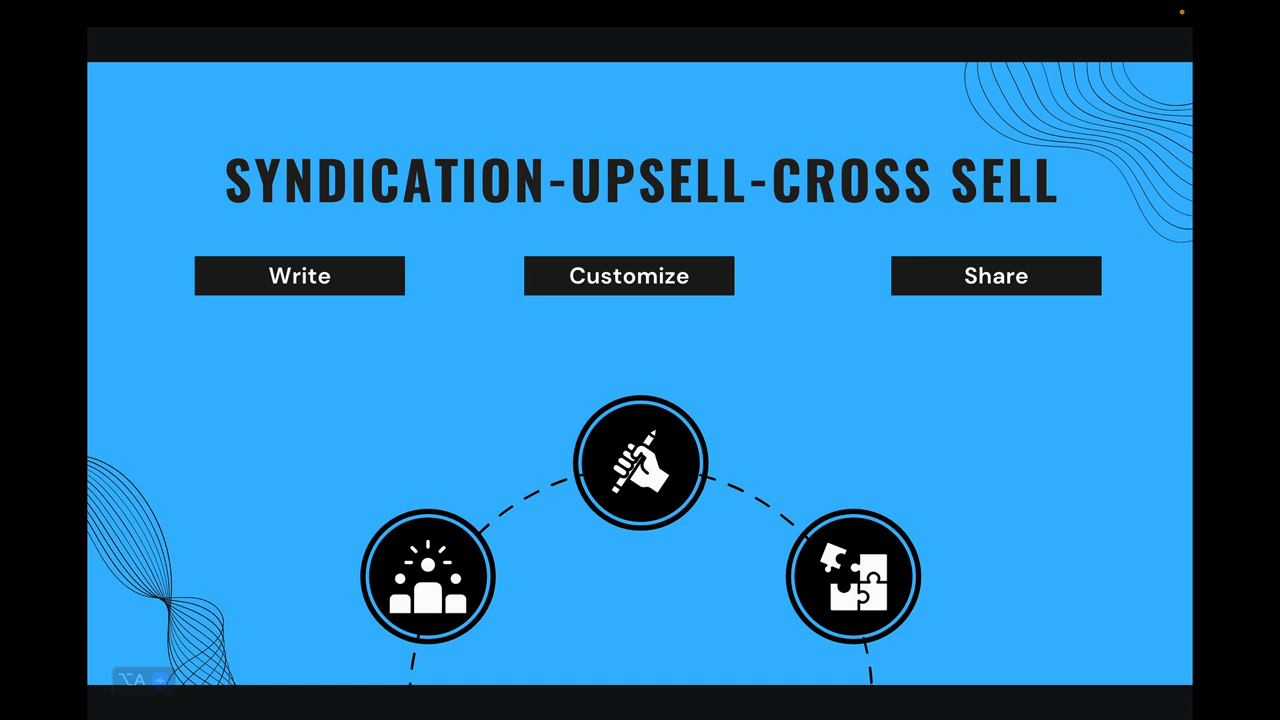 SYNDICATION-UPSELL-CROSS SELL
Write
Customize
Share
⌥A